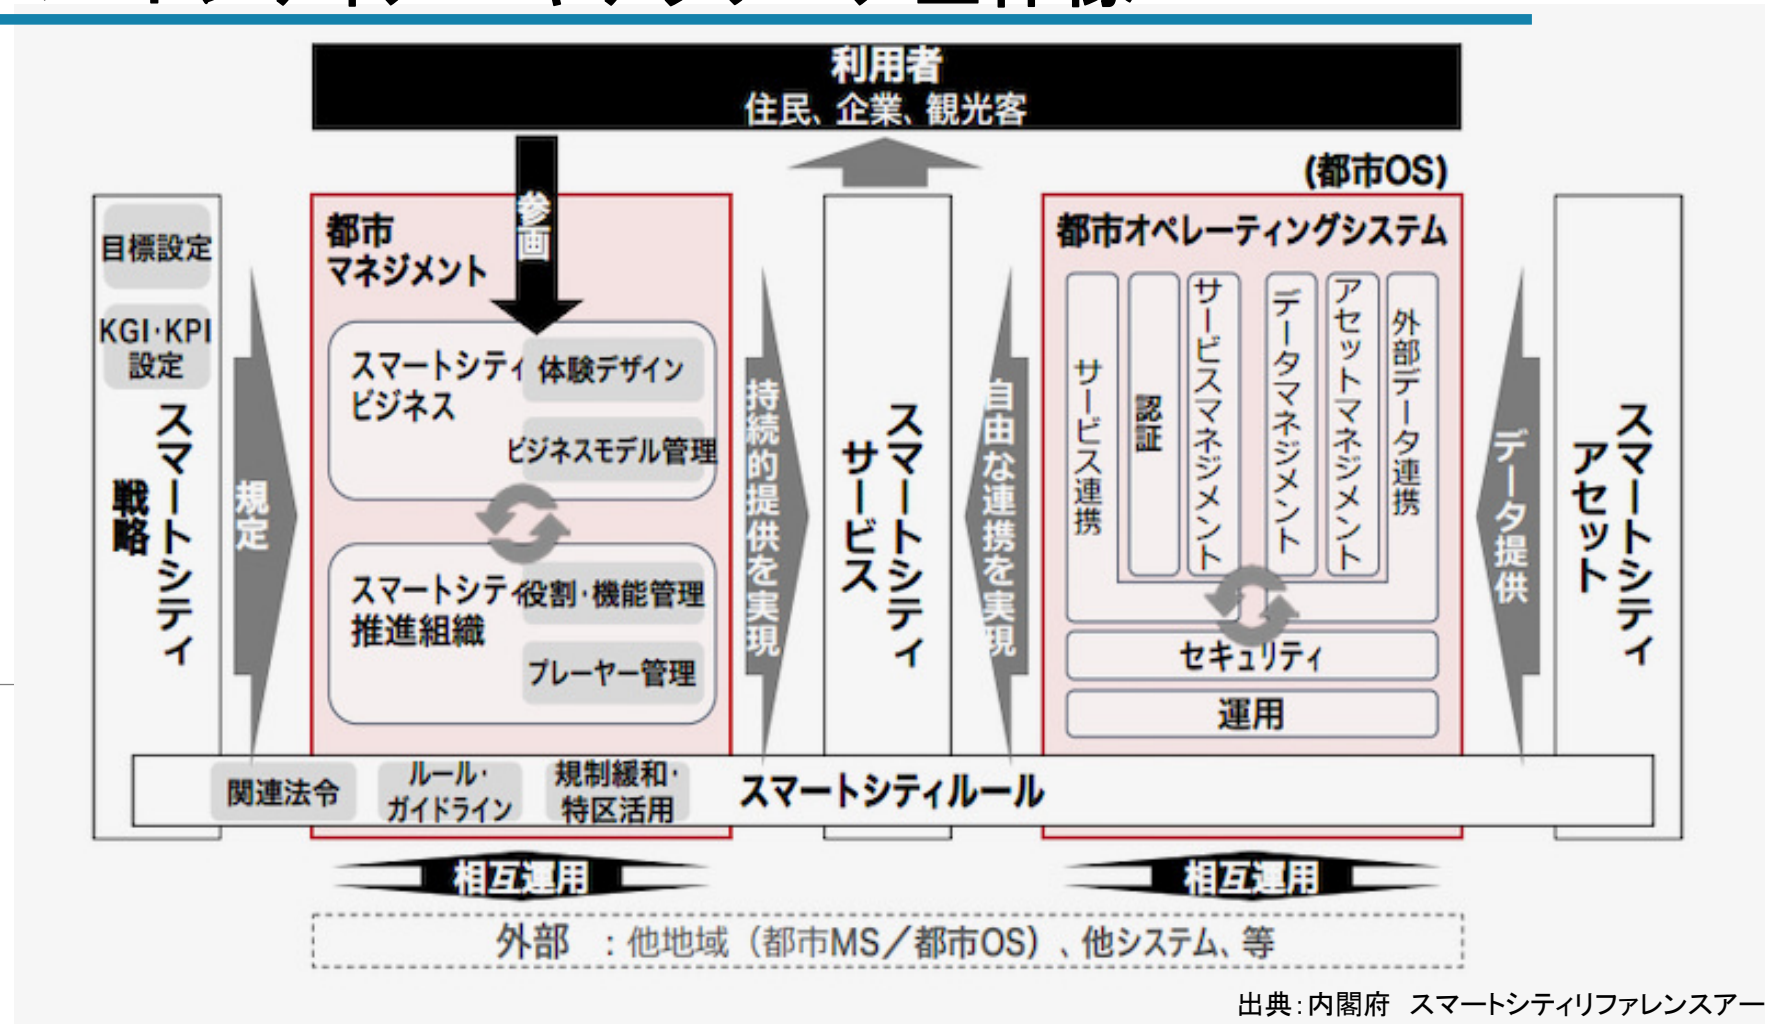 利用者
住民、企業、観光客
(都市OS)
参画
目標設定
KGI・KPI
設定
スマートシティ
戦略
規定
都市
マネジメント
スマートシティ
ビジネス
体験デザイン
ビジネスモデル管理
スマートシティ
推進組織
役割・機能管理
プレーヤー管理
持続的提供を実現
スマートシティ
サービス
自由な連携を実現
都市オペレーティングシステム
サービス連携
認証
サービスマネジメント
データマネジメント
アセットマネジメント
外部データ連携
セキュリティ
運用
データ提供
スマートシティ
アセット
関連法令
ルール・
ガイドライン
規制緩和・
特区活用
スマートシティルール
相互運用
相互運用
外部 ：他地域（都市MS／都市OS）、他システム、等
出典：内閣府 スマートシティリファレンスアー